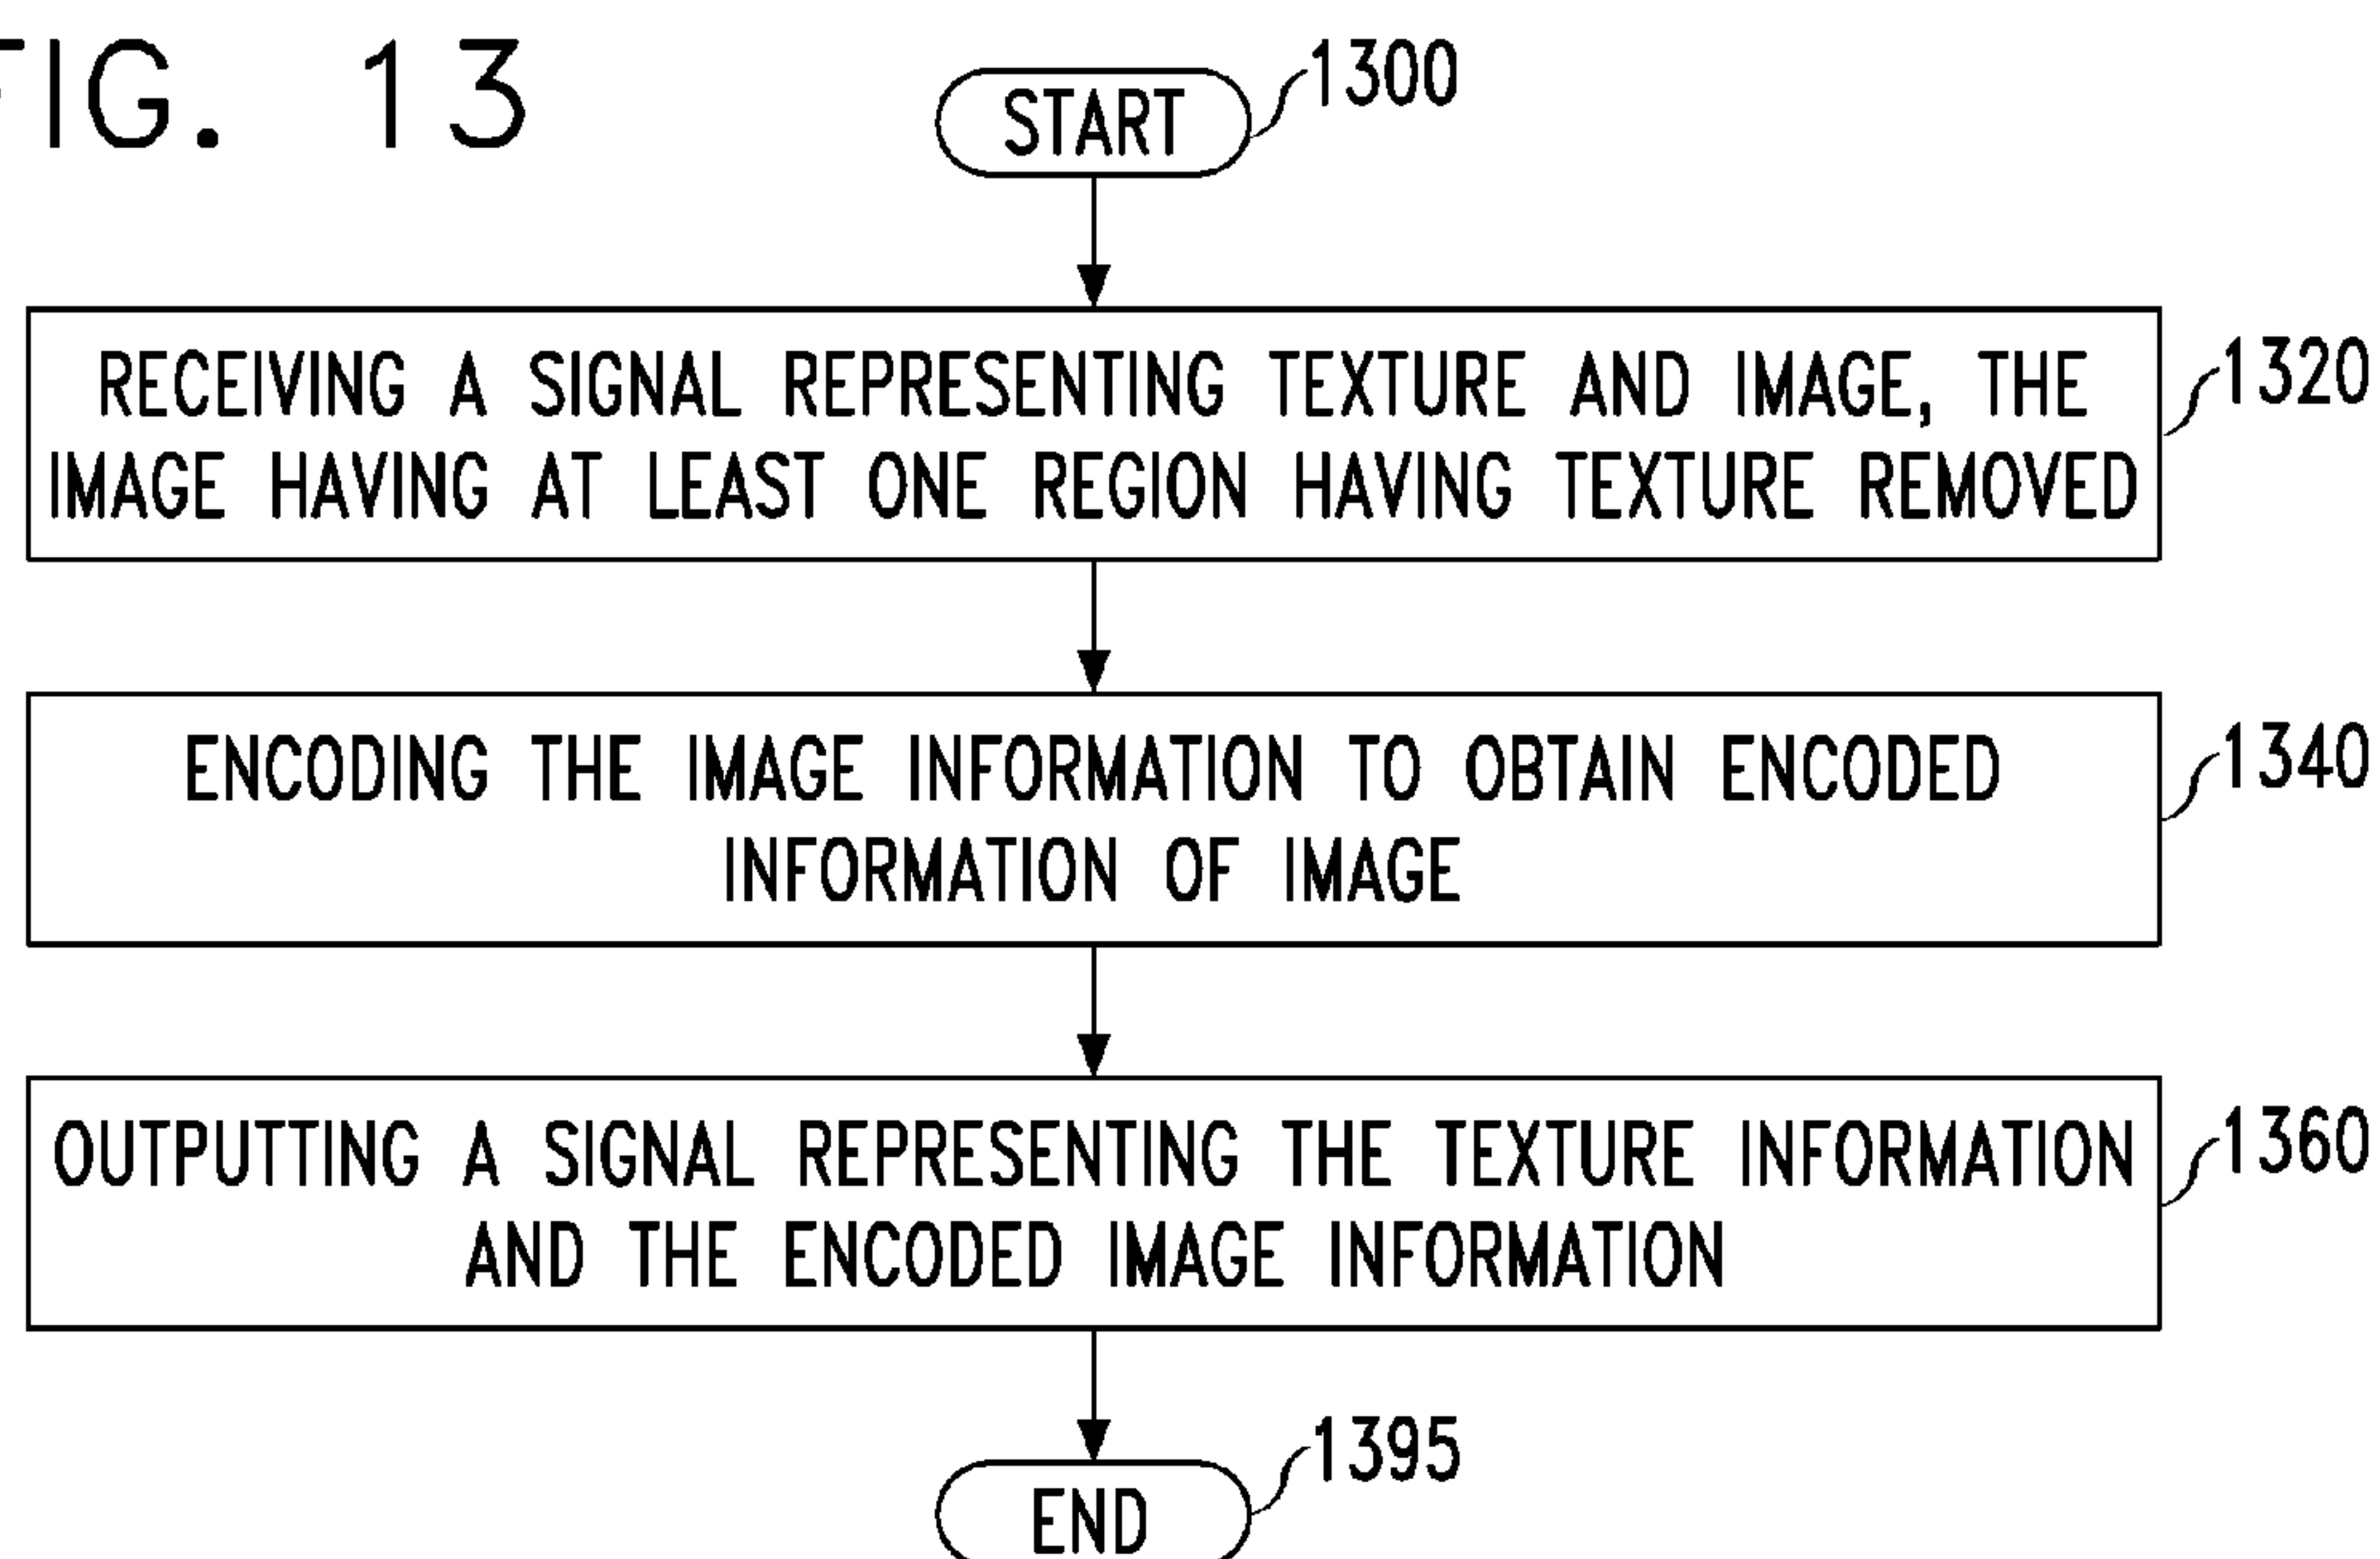 FIG. 13
START
1300
RECEIVING A SIGNAL REPRESENTING TEXTURE AND IMAGE, THE
IMAGE HAVING AT LEAST ONE REGION HAVING TEXTURE REMOVED
1320
ENCODING THE IMAGE INFORMATION TO OBTAIN ENCODED
INFORMATION OF IMAGE
1340
OUTPUTTING A SIGNAL REPRESENTING THE TEXTURE INFORMATION
AND THE ENCODED IMAGE INFORMATION
1360
1395
END